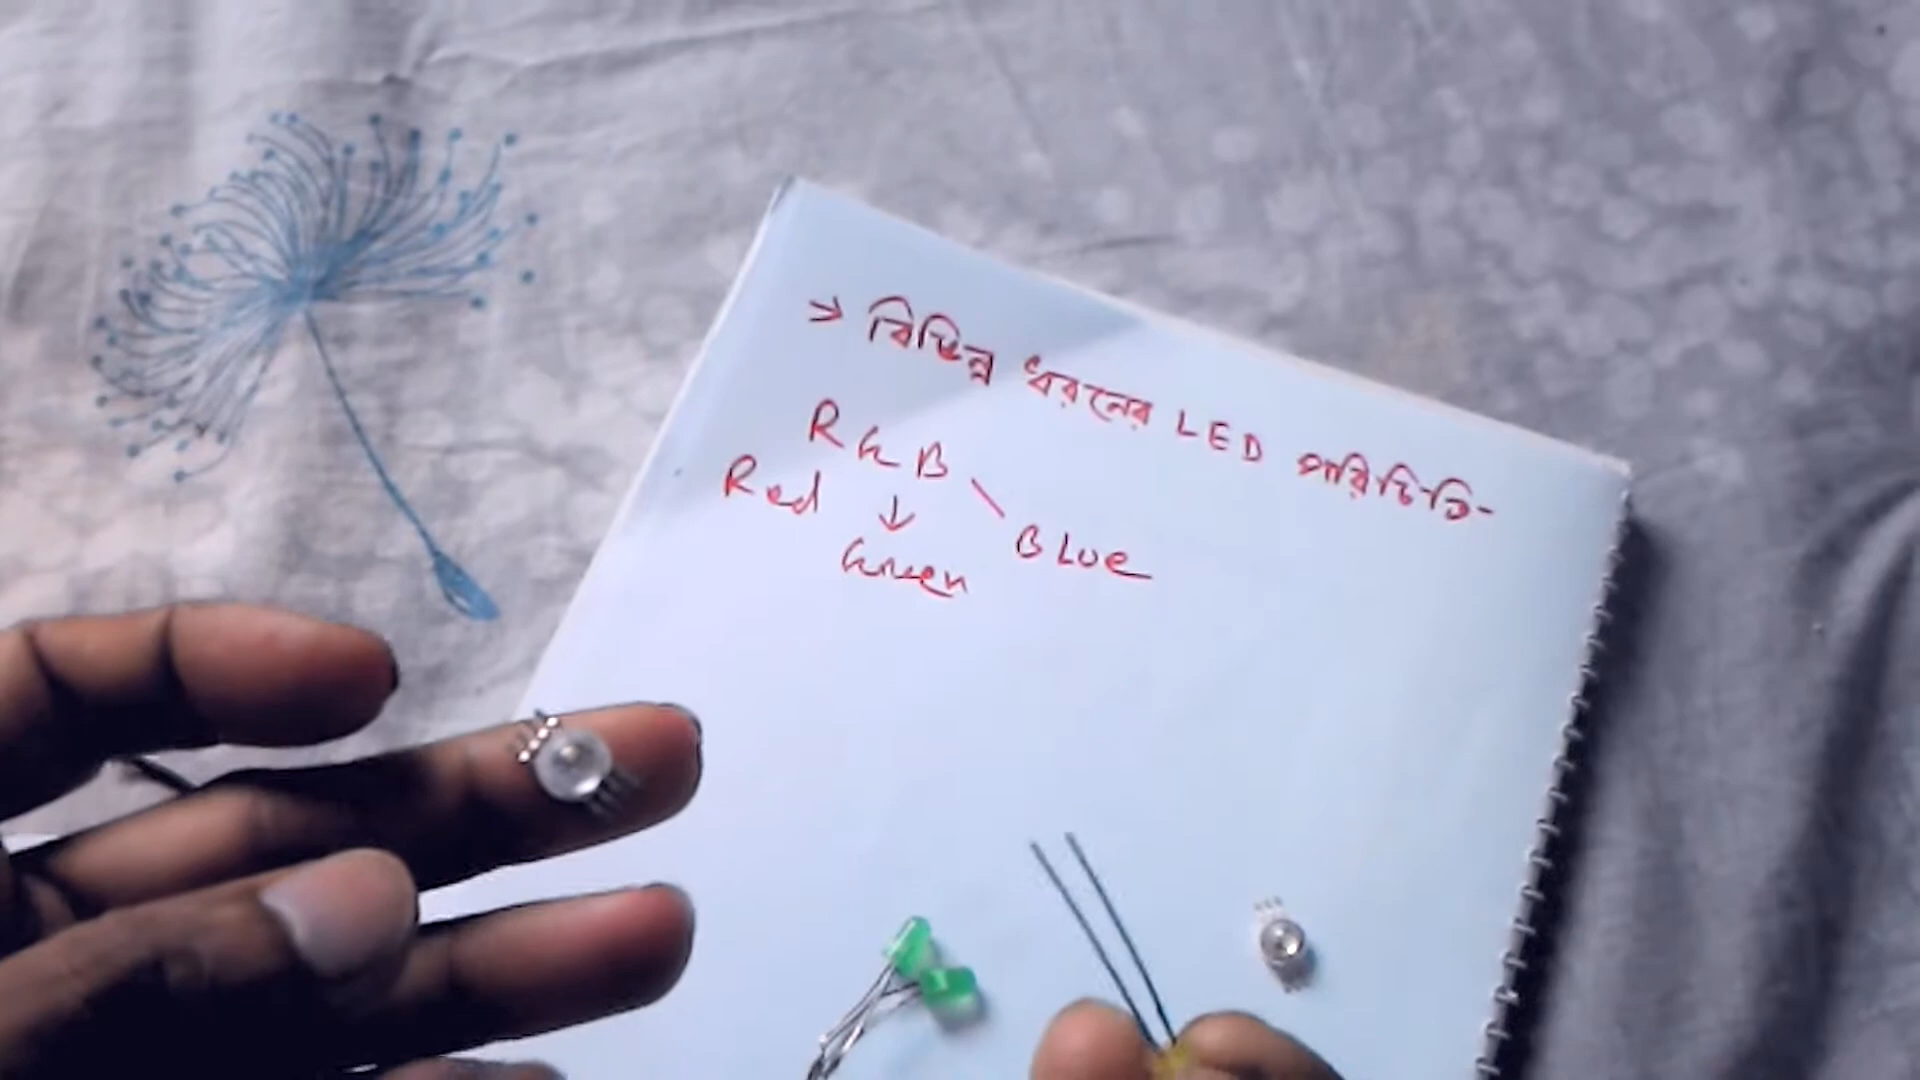 → বিভিন্ন ধরনের LED পরিচিতি-
RGB
Red ↓ \ BLue
Green